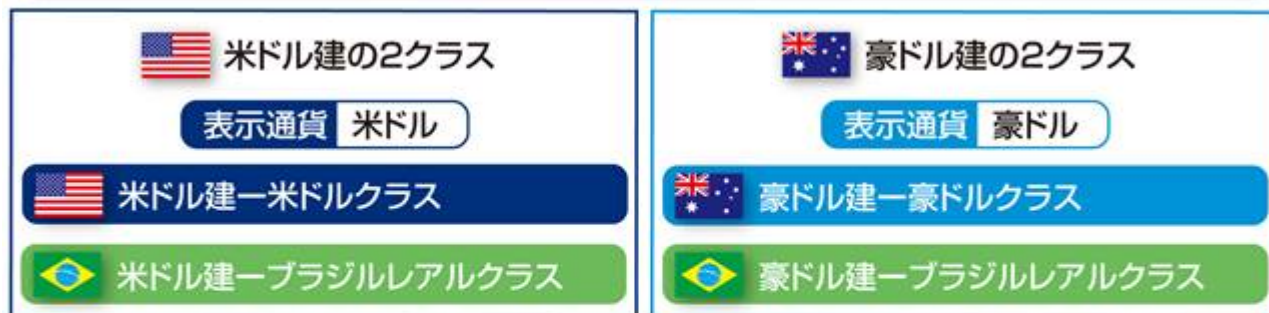 米ドル建の2クラス
表示通貨 米ドル
米ドル建ー米ドルクラス
米ドル建ーブラジルレアルクラス
豪ドル建の2クラス
表示通貨 豪ドル
豪ドル建ー豪ドルクラス
豪ドル建ーブラジルレアルクラス